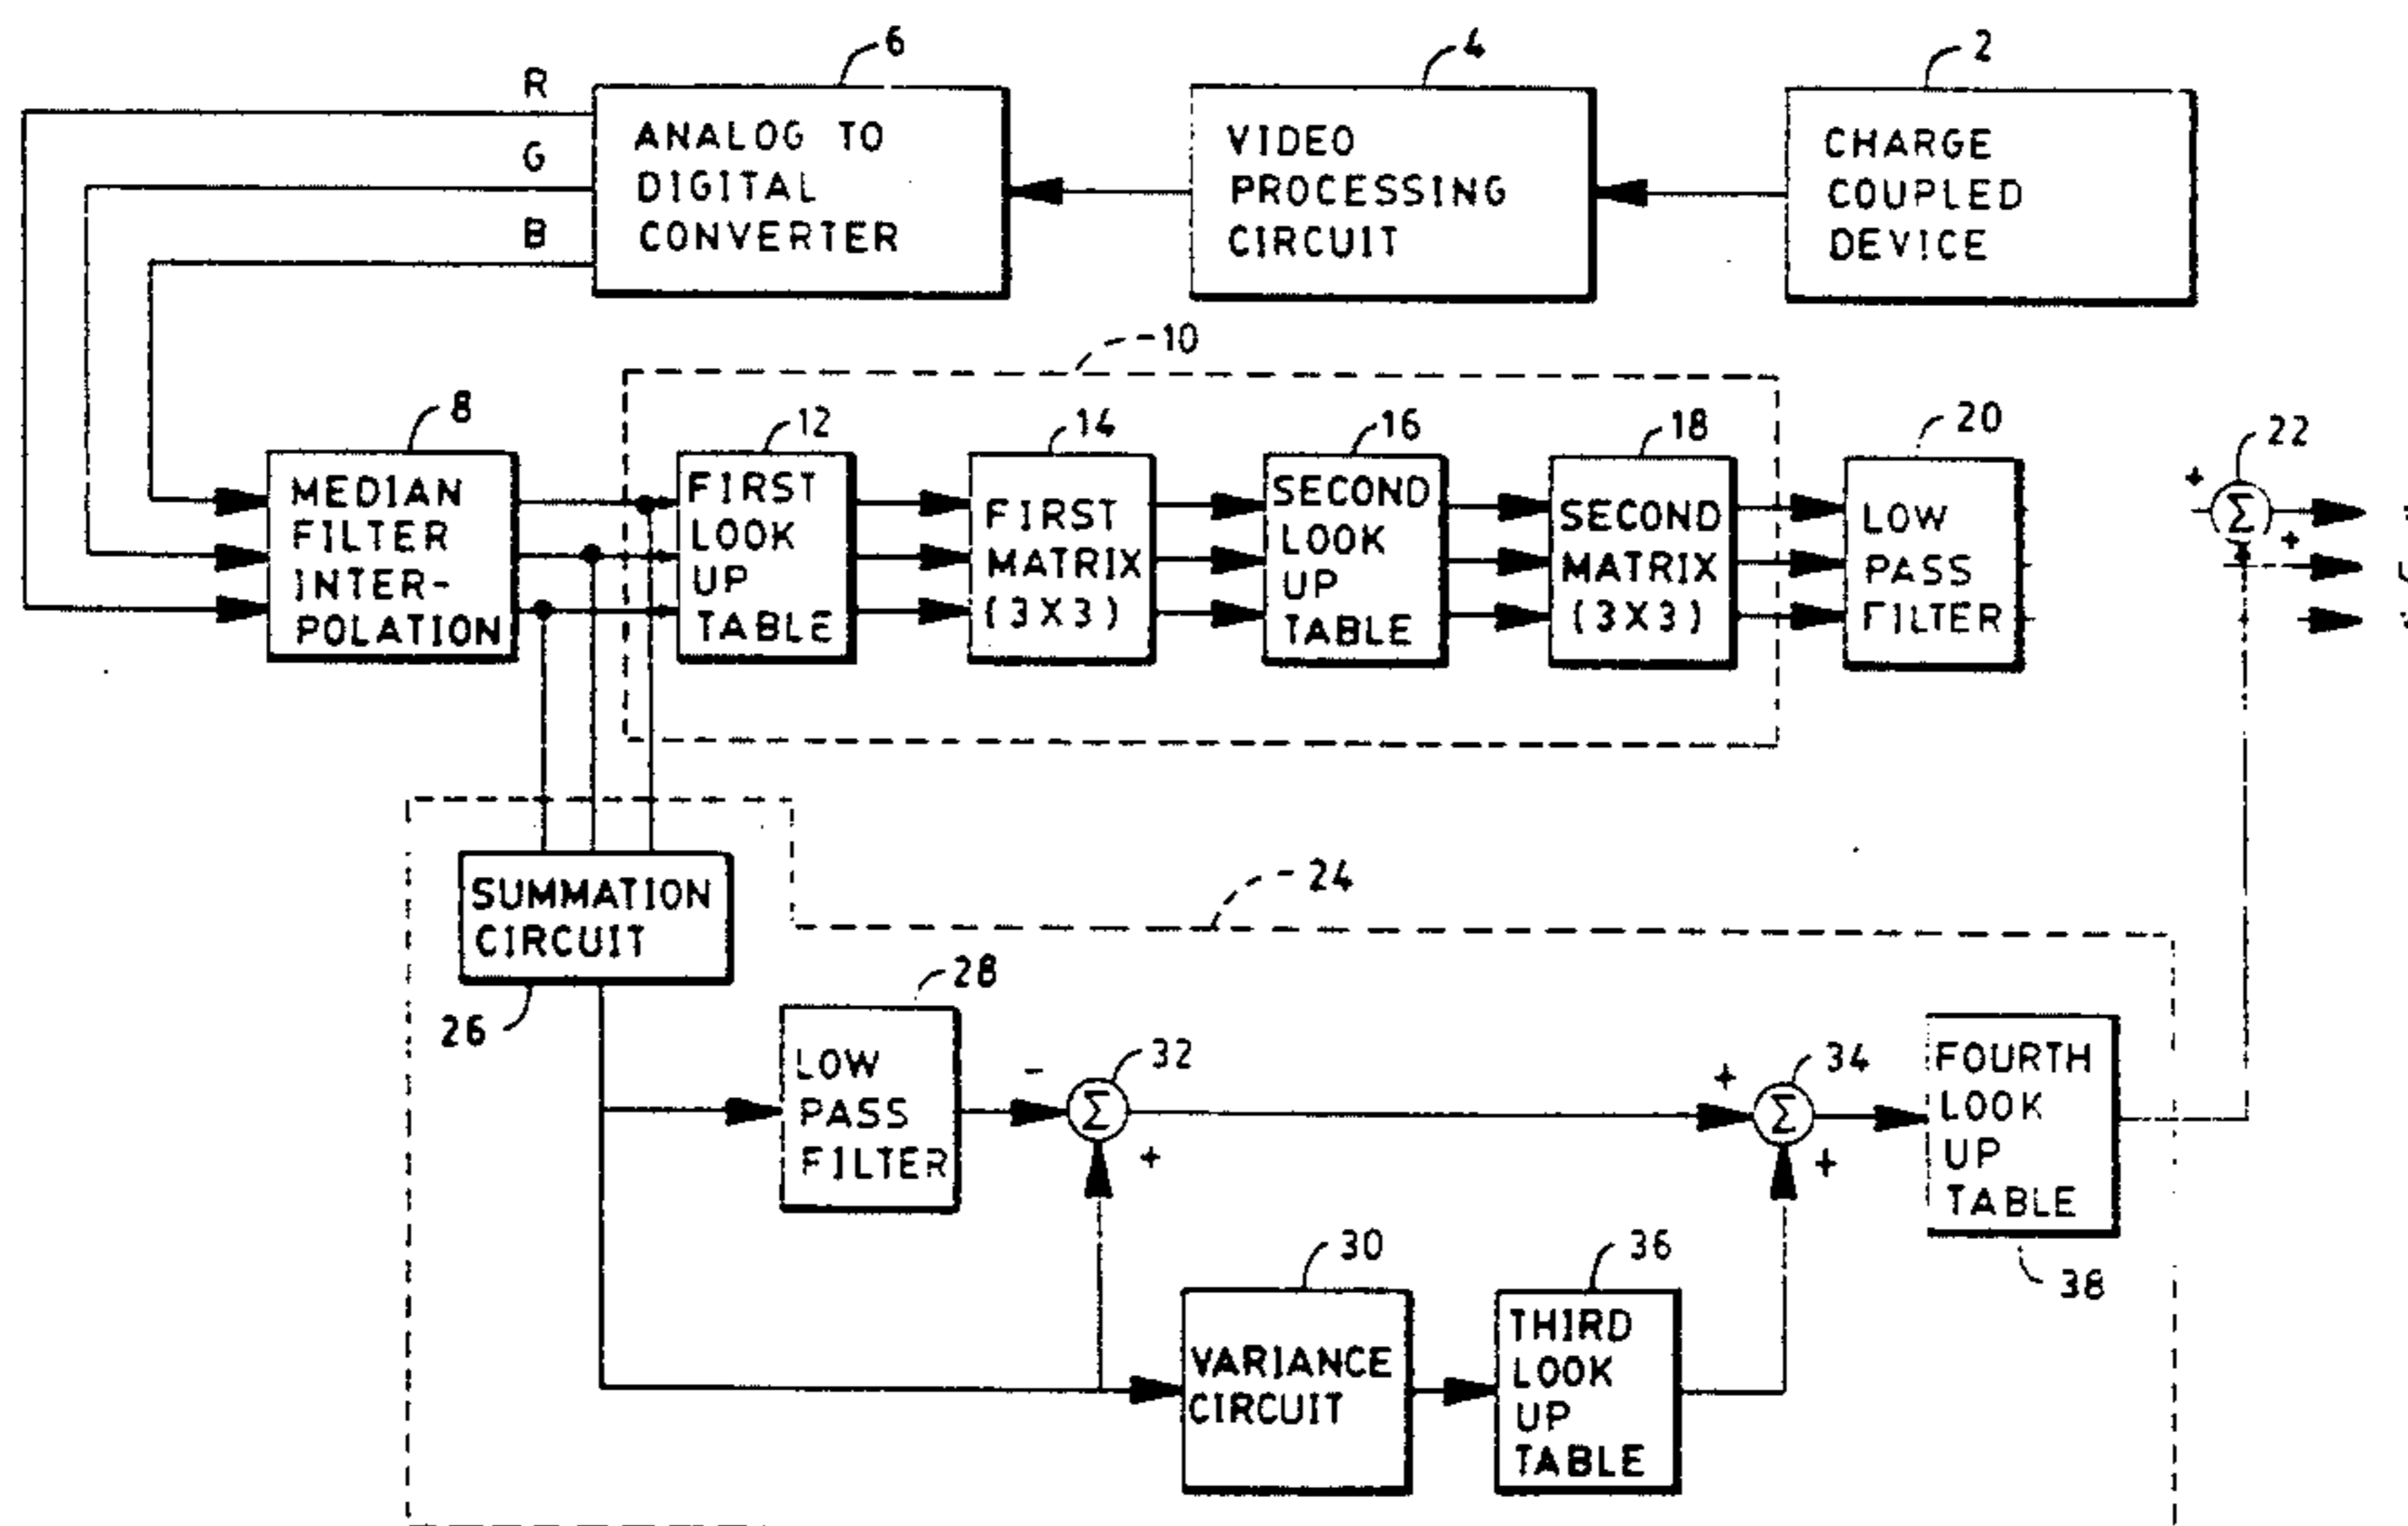 6
4
2
R
G
B
ANALOG TO
DIGITAL
CONVERTER
VIDEO
PROCESSING
CIRCUIT
CHARGE
COUPLED
DEVICE
10
8
12
14
16
18
20
22
MEDIAN
FILTER
INTER-
POLATION
FIRST
LOOK
UP
TABLE
FIRST
MATRIX
(3X3)
SECOND
LOOK
UP
TABLE
SECOND
MATRIX
(3X3)
LOW
PASS
FILTER
+
Σ
+
24
SUMMATION
CIRCUIT
26
28
LOW
PASS
FILTER
-
32
Σ
+
+
34
Σ
+
FOURTH
LOOK
UP
TABLE
38
30
VARIANCE
CIRCUIT
36
THIRD
LOOK
UP
TABLE